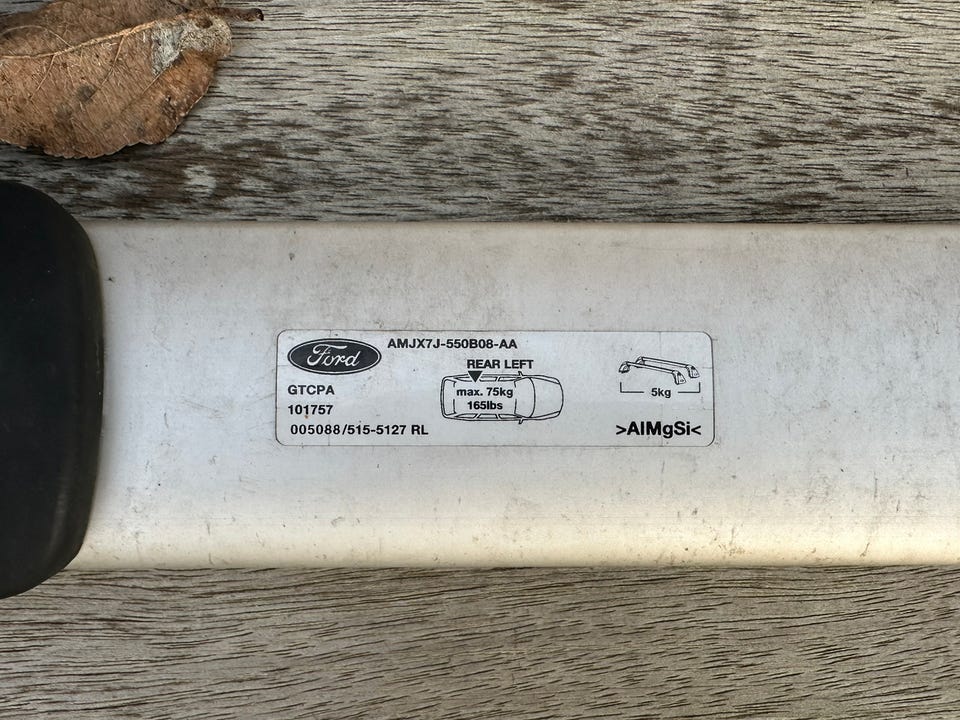 Ford
AMJX7J-550B08-AA
REAR LEFT
GTCPA
max. 75kg
165lbs
5kg
101757
005088/515-5127 RL
>AlMgSi<